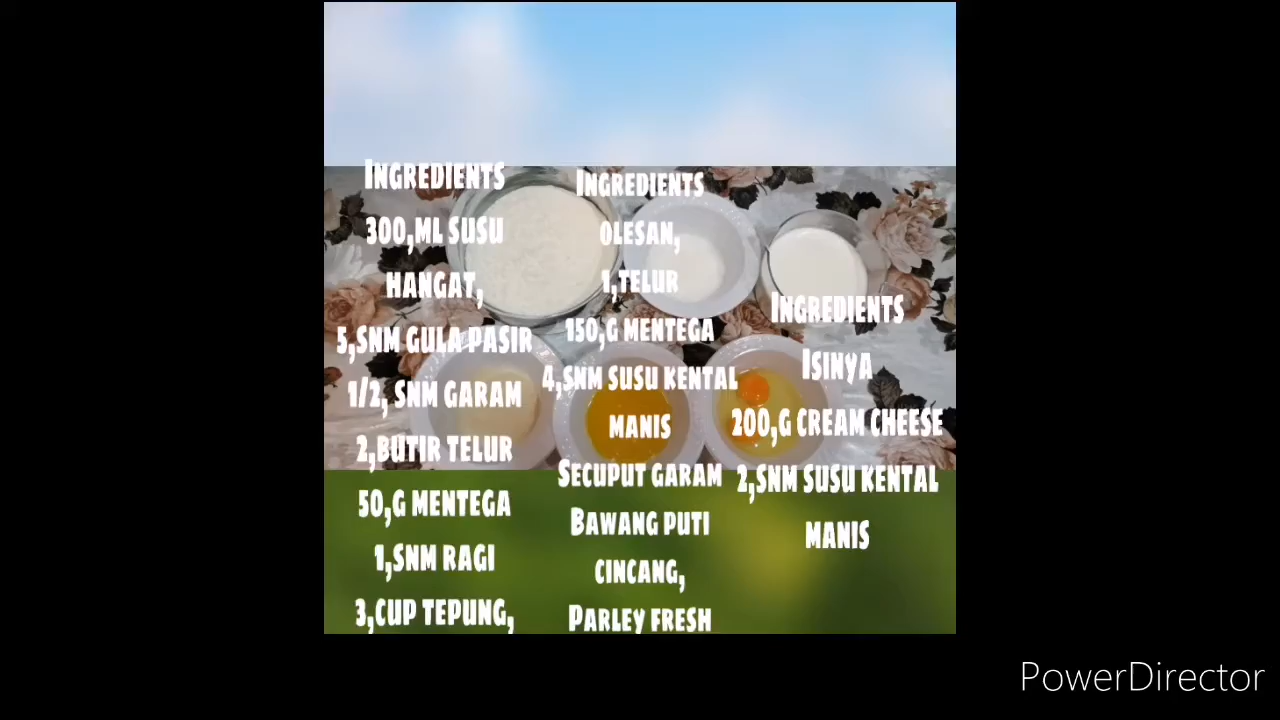 Ingredients
300,ml susu
hangat,
5,snm gula pasir
1/2, snm garam
2,butir telur
50,g mentega
1,snm ragi
3,cup tepung,
Ingredients
olesan,
1,telur
150,g mentega
4,snm susu kental
manis
Secuput garam
Bawang puti
cincang,
Parley fresh
Ingredients
Isinya
200,g cream cheese
2,snm susu kental
manis
PowerDirector